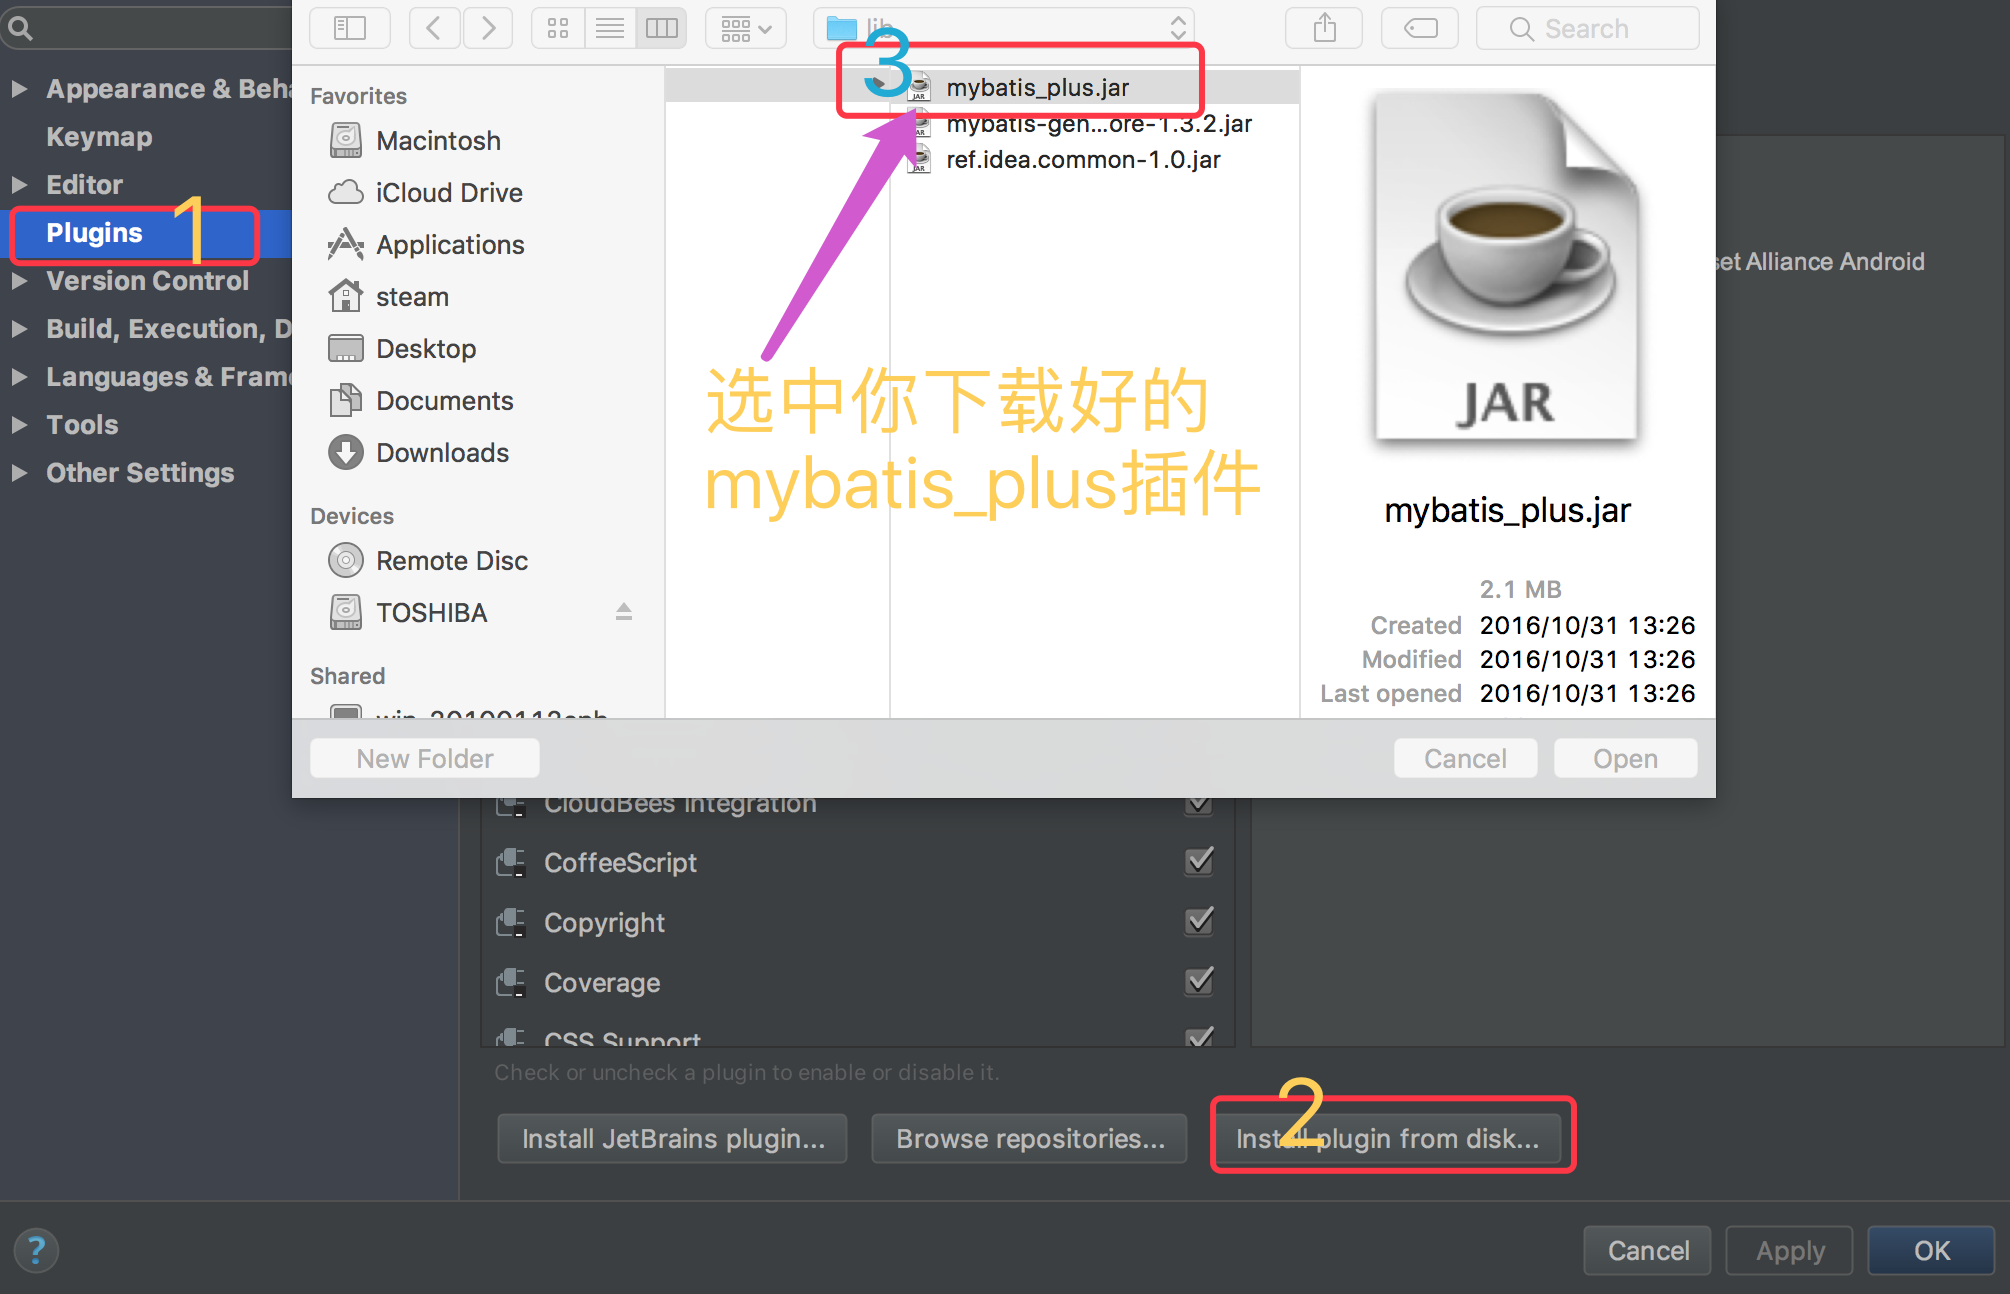 lib
Search
Appearance & Beha
Keymap
Editor
Plugins
1
Version Control
Build, Execution, D
Languages & Frame
Tools
Other Settings
Favorites
Macintosh
iCloud Drive
Applications
steam
Desktop
Documents
Downloads
Devices
Remote Disc
TOSHIBA
Shared
3
mybatis_plus.jar
mybatis-gen...ore-1.3.2.jar
ref.idea.common-1.0.jar
选中你下载好的
mybatis_plus插件
JAR
mybatis_plus.jar
2.1 MB
Created 2016/10/31 13:26
Modified 2016/10/31 13:26
Last opened 2016/10/31 13:26
set Alliance Android
New Folder
Cancel
Open
CloudBees Integration
CoffeeScript
Copyright
Coverage
CSS Support
Check or uncheck a plugin to enable or disable it.
Install JetBrains plugin...
Browse repositories...
2
Install plugin from disk...
?
Cancel
Apply
OK